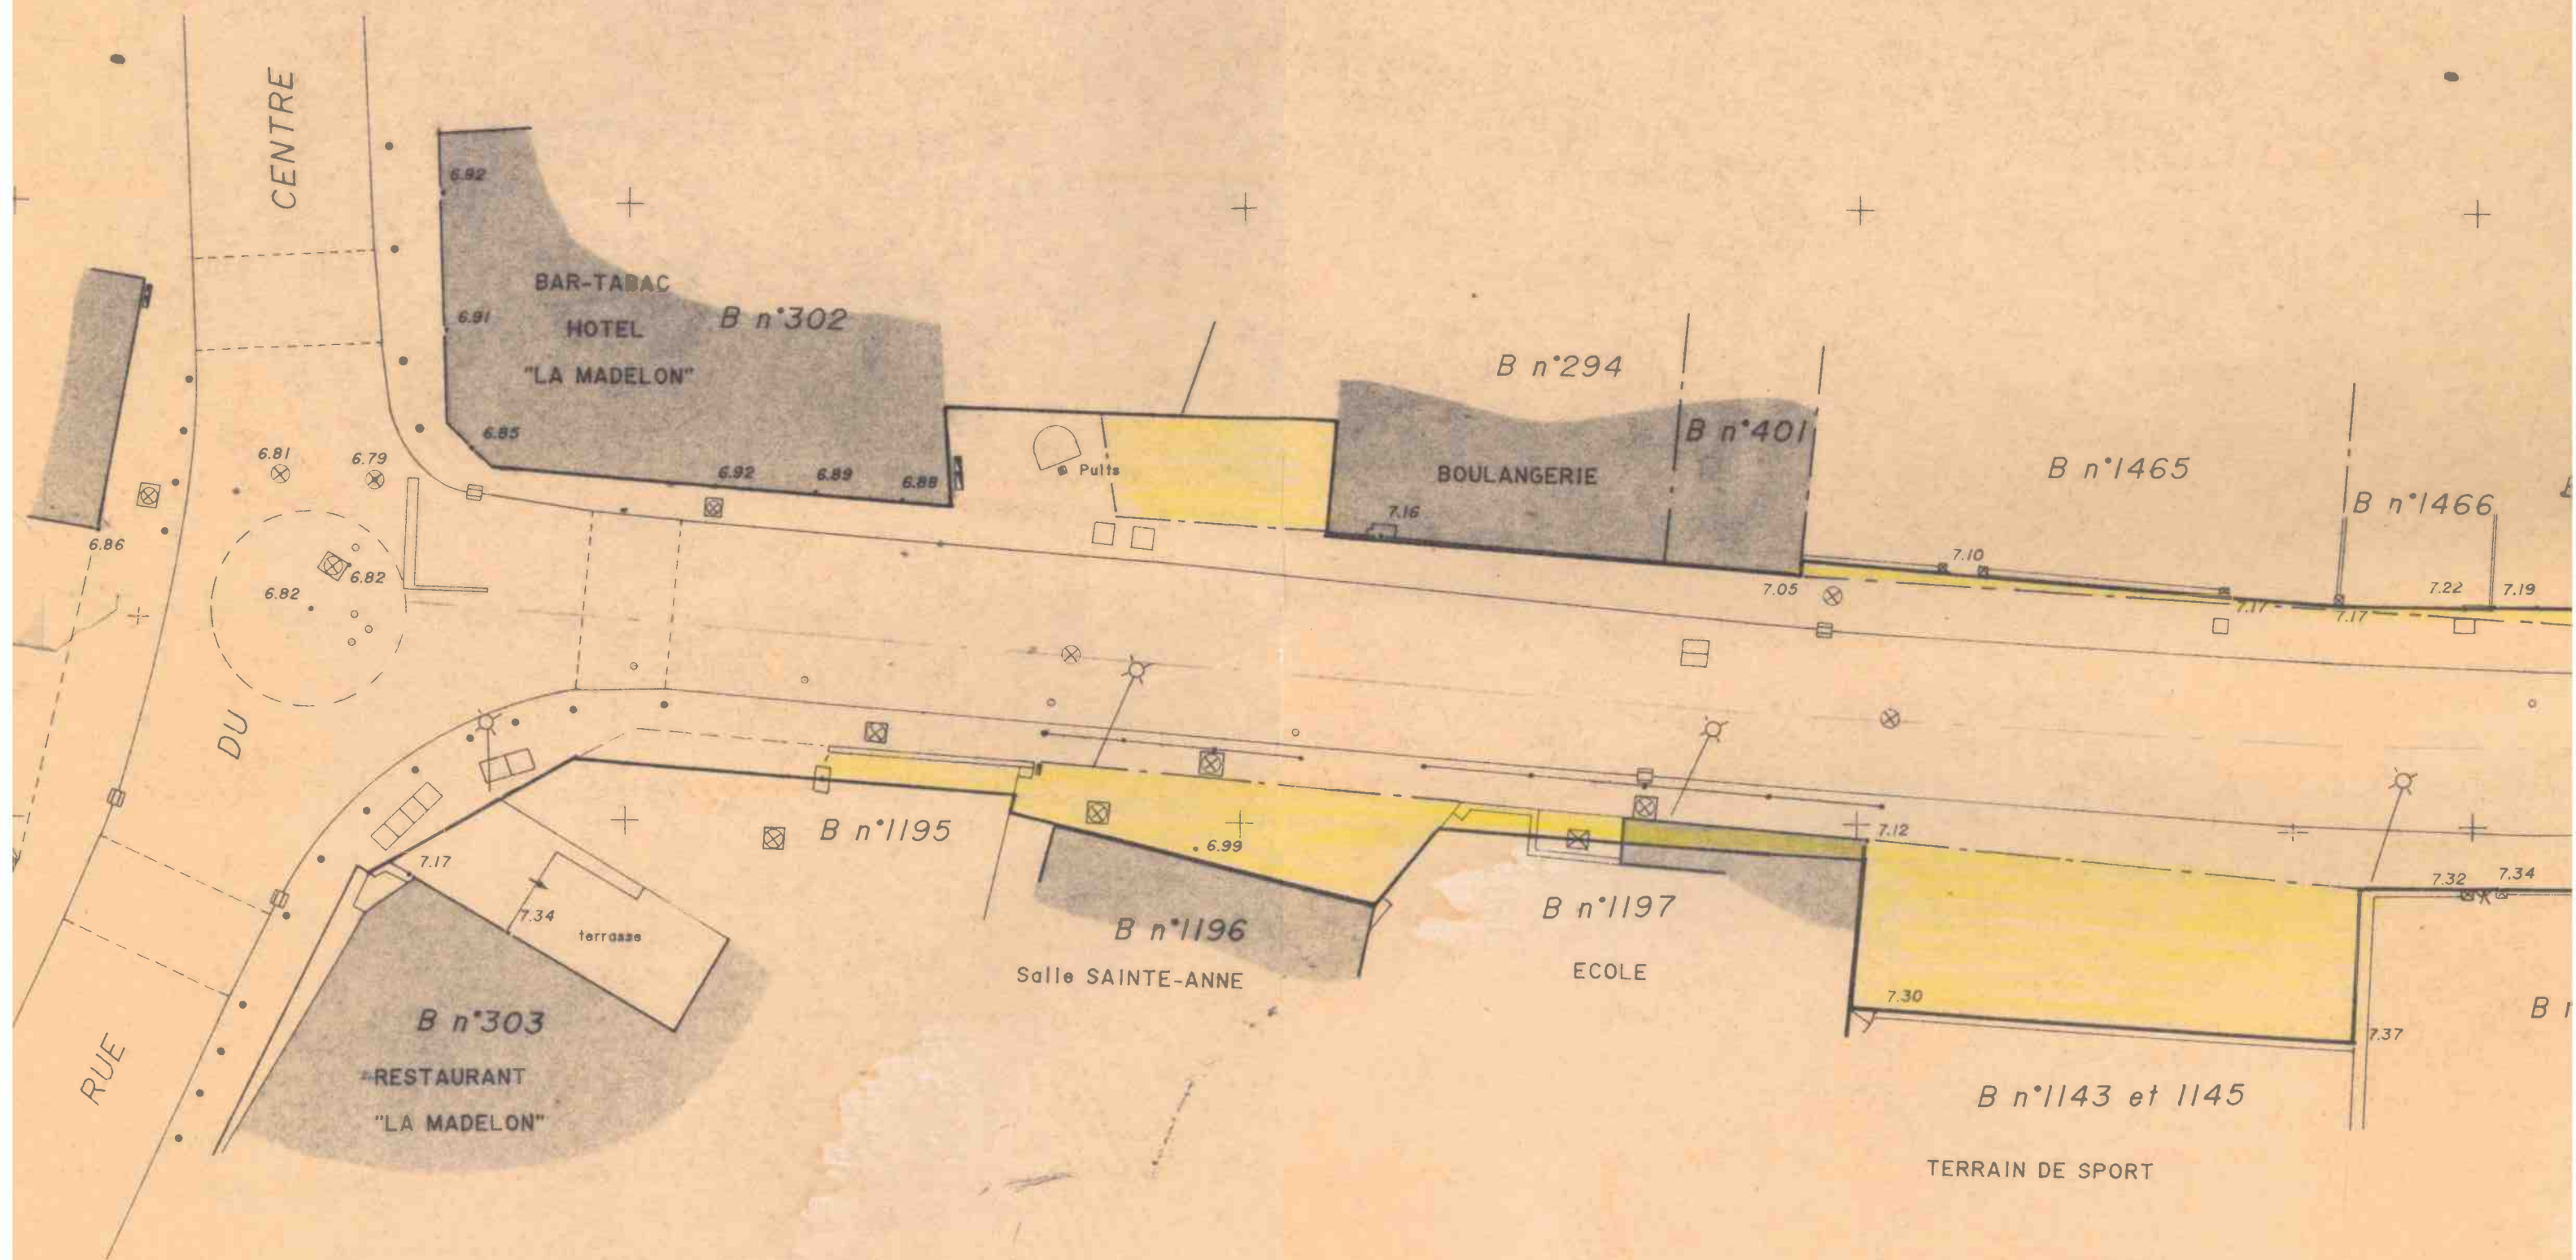 CENTRE
6.92
6.91
BAR-TABAC
HOTEL
"LA MADELON"
B n°302
6.85
6.92
6.89
6.88
Puits
B n°294
B n°401
BOULANGERIE
7.16
B n°1465
B n°1466
7.10
7.05
7.17
7.17
7.22
7.19
6.81
6.79
6.86
6.82
6.82
DU
RUE
7.17
7.34
terrasse
B n°303
RESTAURANT
"LA MADELON"
B n°1195
6.99
B n°1196
Salle SAINTE-ANNE
B n°1197
ECOLE
7.12
7.30
7.37
7.32
7.34
B n°1143 et 1145
TERRAIN DE SPORT
B